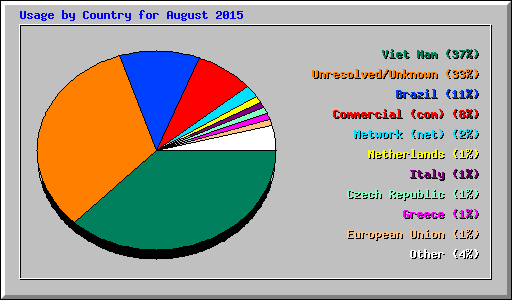 Usage by Country for August 2015
Viet Nam (37%)
Unresolved/Unknown (33%)
Brazil (11%)
Commercial (com) (8%)
Network (net) (2%)
Netherlands (1%)
Italy (1%)
Czech Republic (1%)
Greece (1%)
European Union (1%)
Other (4%)